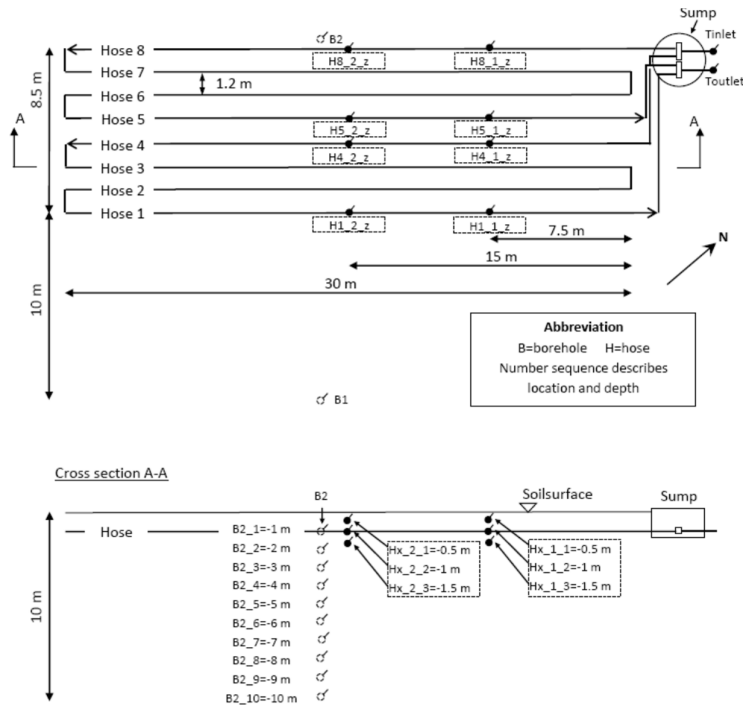 Sump
B2
Tinlet
Hose 8
H8_2_z
H8_1_z
Hose 7
Toutlet
8.5 m
1.2 m
Hose 6
A
Hose 5
A
H5_2_z
H5_1_z
Hose 4
H4_2_z
H4_1_z
Hose 3
Hose 2
Hose 1
H1_2_z
H1_1_z
7.5 m
N
15 m
30 m
10 m
Abbreviation
B=borehole H=hose
Number sequence describes
location and depth
B1
Cross section A-A
B2
Soilsurface
Sump
Hose
B2_1=-1 m
B2_2=-2 m
B2_3=-3 m
B2_4=-4 m
B2_5=-5 m
B2_6=-6 m
B2_7=-7 m
B2_8=-8 m
B2_9=-9 m
B2_10=-10 m
Hx_2_1=-0.5 m
Hx_2_2=-1 m
Hx_2_3=-1.5 m
Hx_1_1=-0.5 m
Hx_1_2=-1 m
Hx_1_3=-1.5 m
10 m